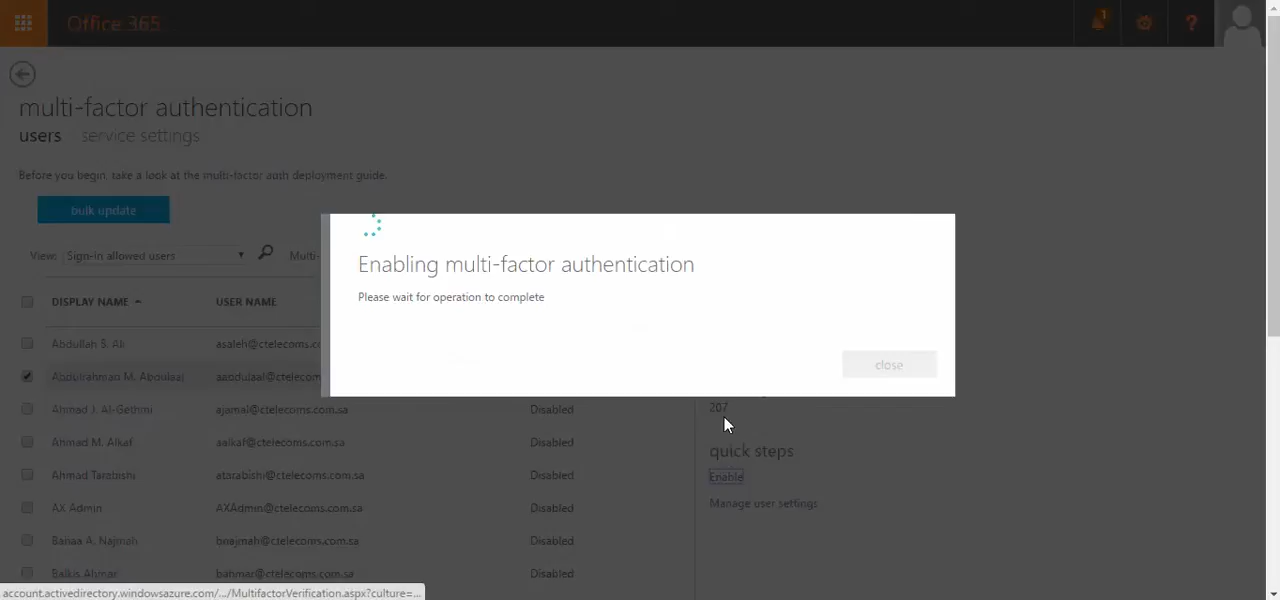 Office 365
1
?
multi-factor authentication
users service settings
Before you begin, take a look at the multi-factor auth deployment guide.
bulk update
View: Sign-in allowed users Multi-
Enabling multi-factor authentication
Please wait for operation to complete
close
DISPLAY NAME USER NAME
Abdullah S. Ali asaleh@ctelecoms.co
Abdulrahman M.
Ahmad J. Al-Gethmi ajamal@ctelecoms.com.sa Disabled
Ahmad M. Alkaf aalkaf@ctelecoms.com.sa Disabled
Ahmad Tarabishi atarabishi@ctelecoms.com.sa Disabled
AX Admin AXAdmin@ctelecoms.com.sa Disabled
Banaa A. Najmah bnajmah@ctelecoms.com.sa Disabled
Balkis Ahmar bahmar@ctelecoms.com.sa Disabled
207
quick steps
Enable
Manage user settings
account.activedirectory.windowsazure.com/.../MultifactorVerification.aspx?culture=...